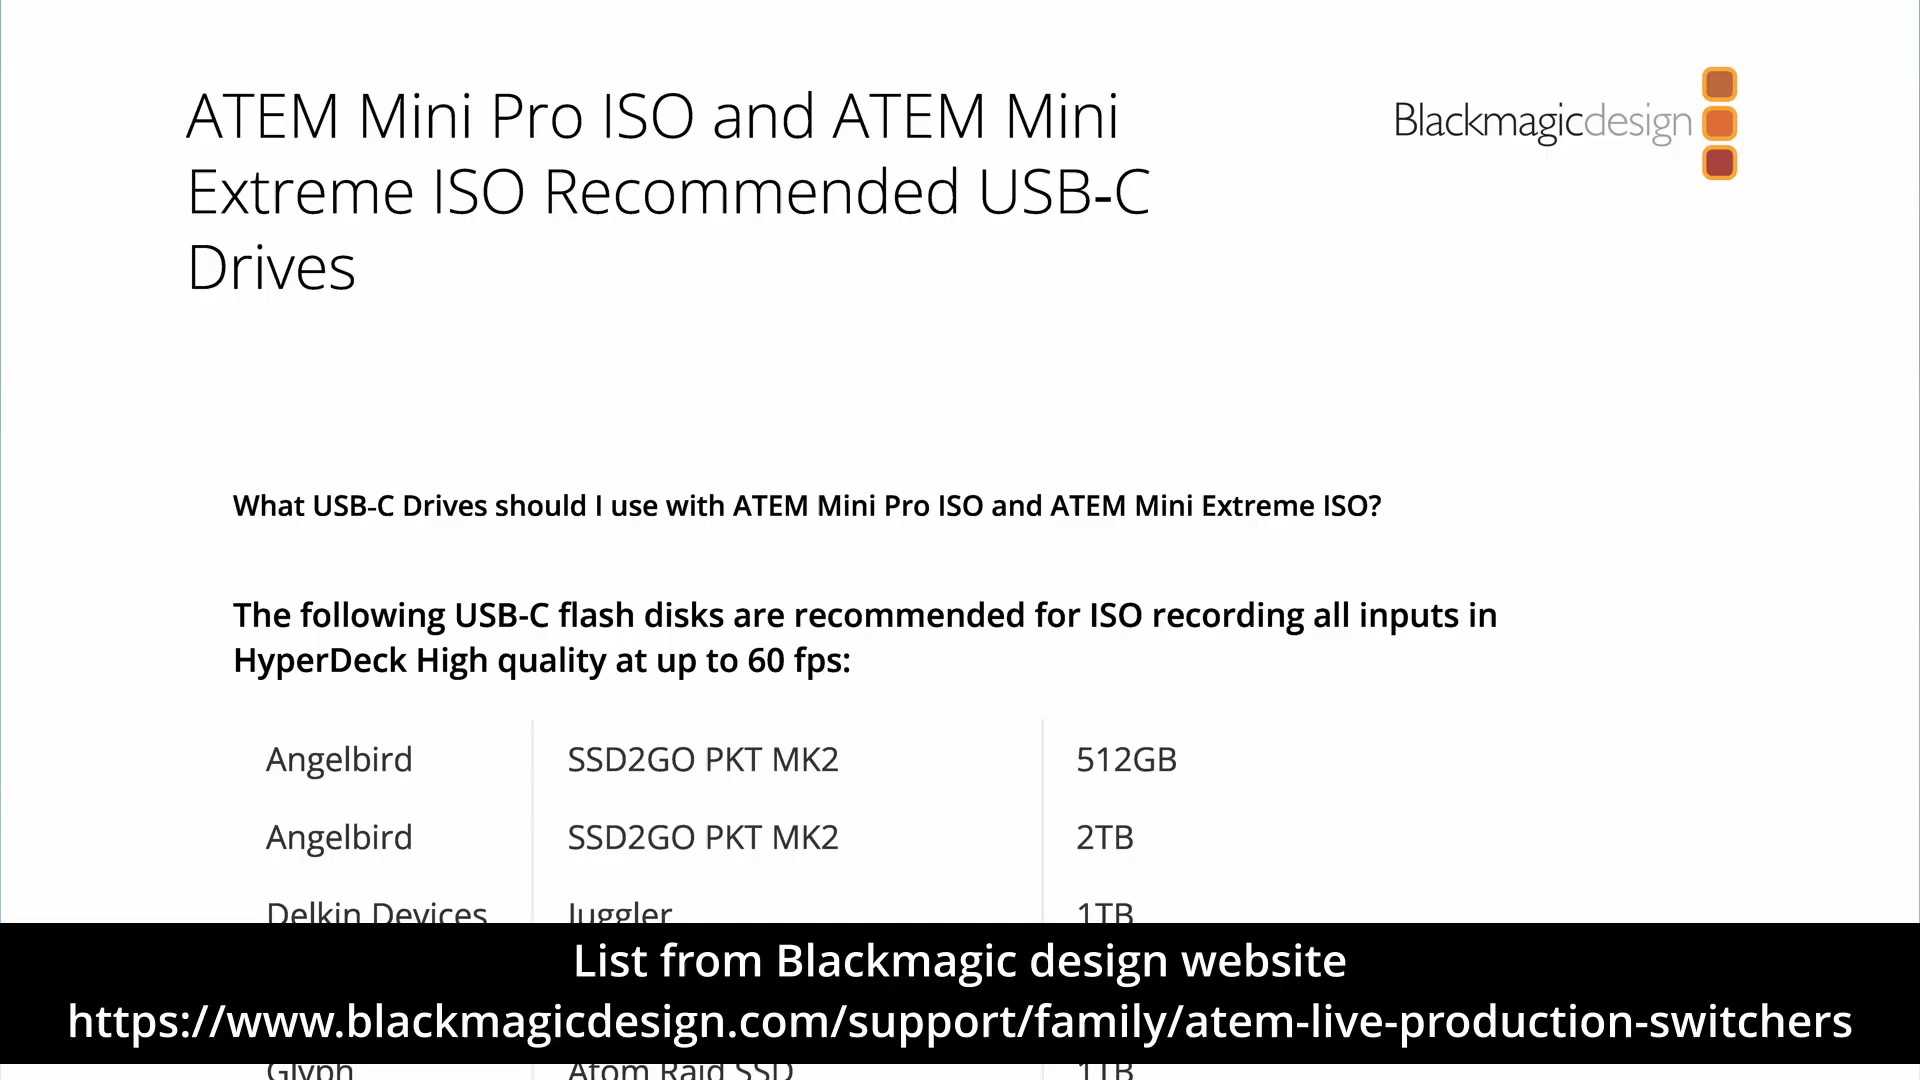 ATEM Mini Pro ISO and ATEM Mini
Extreme ISO Recommended USB-C
Drives
Blackmagicdesign
What USB-C Drives should I use with ATEM Mini Pro ISO and ATEM Mini Extreme ISO?
The following USB-C flash disks are recommended for ISO recording all inputs in
HyperDeck High quality at up to 60 fps:
Angelbird SSD2GO PKT MK2 512GB
Angelbird SSD2GO PKT MK2 2TB
Delkin Devices Juggler 1TB
List from Blackmagic design website
https://www.blackmagicdesign.com/support/family/atem-live-production-switchers
Glyph Atom Raid SSD 1TB